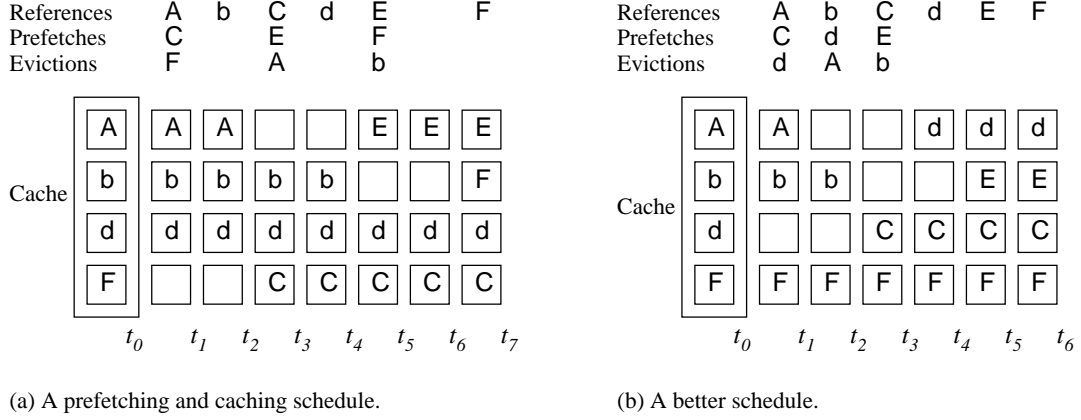 References A b C d E F
Prefetches C E F
Evictions F A b
A A A E E E
b b b b b F
Cache
d d d d d d d d
F C C C C C
t0 t1 t2 t3 t4 t5 t6 t7
(a) A prefetching and caching schedule.
References A b C d E F
Prefetches C d E
Evictions d A b
A A d d d
b b b E E
Cache
d C C C C
F F F F F F F
t0 t1 t2 t3 t4 t5 t6
(b) A better schedule.